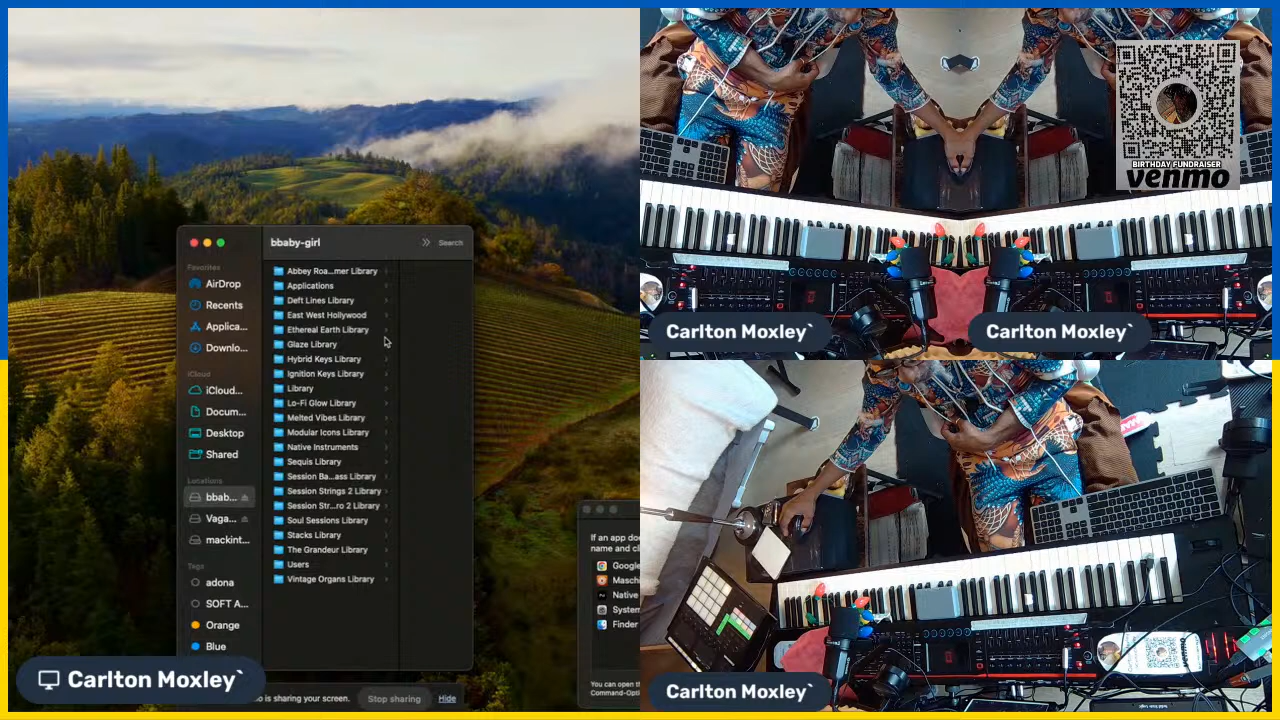 bbaby-girl
Search
Favorites
AirDrop
Recents
Applica...
Downlo...
iCloud
iCloud...
Docum...
Desktop
Shared
Locations
bbab...
Vaga...
mackint...
Tags
adona
SOFT A...
Orange
Blue
Abbey Roa...mer Library
Applications
Deft Lines Library
East West Hollywood
Ethereal Earth Library
Glaze Library
Hybrid Keys Library
Ignition Keys Library
Library
Lo-Fi Glow Library
Melted Vibes Library
Modular Icons Library
Native Instruments
Sequis Library
Session Ba...ass Library
Session Strings 2 Library
Session Str...ro 2 Library
Soul Sessions Library
Stacks Library
The Grandeur Library
Users
Vintage Organs Library
If an app doe
name and cli
Google
Maschi
Native
System
Finder
You can open th
Command-Opti
is sharing your screen.
Stop sharing
Hide
Carlton Moxley`
BIRTHDAY FUNDRAISER
venmo
Carlton Moxley`
Carlton Moxley`
Carlton Moxley`